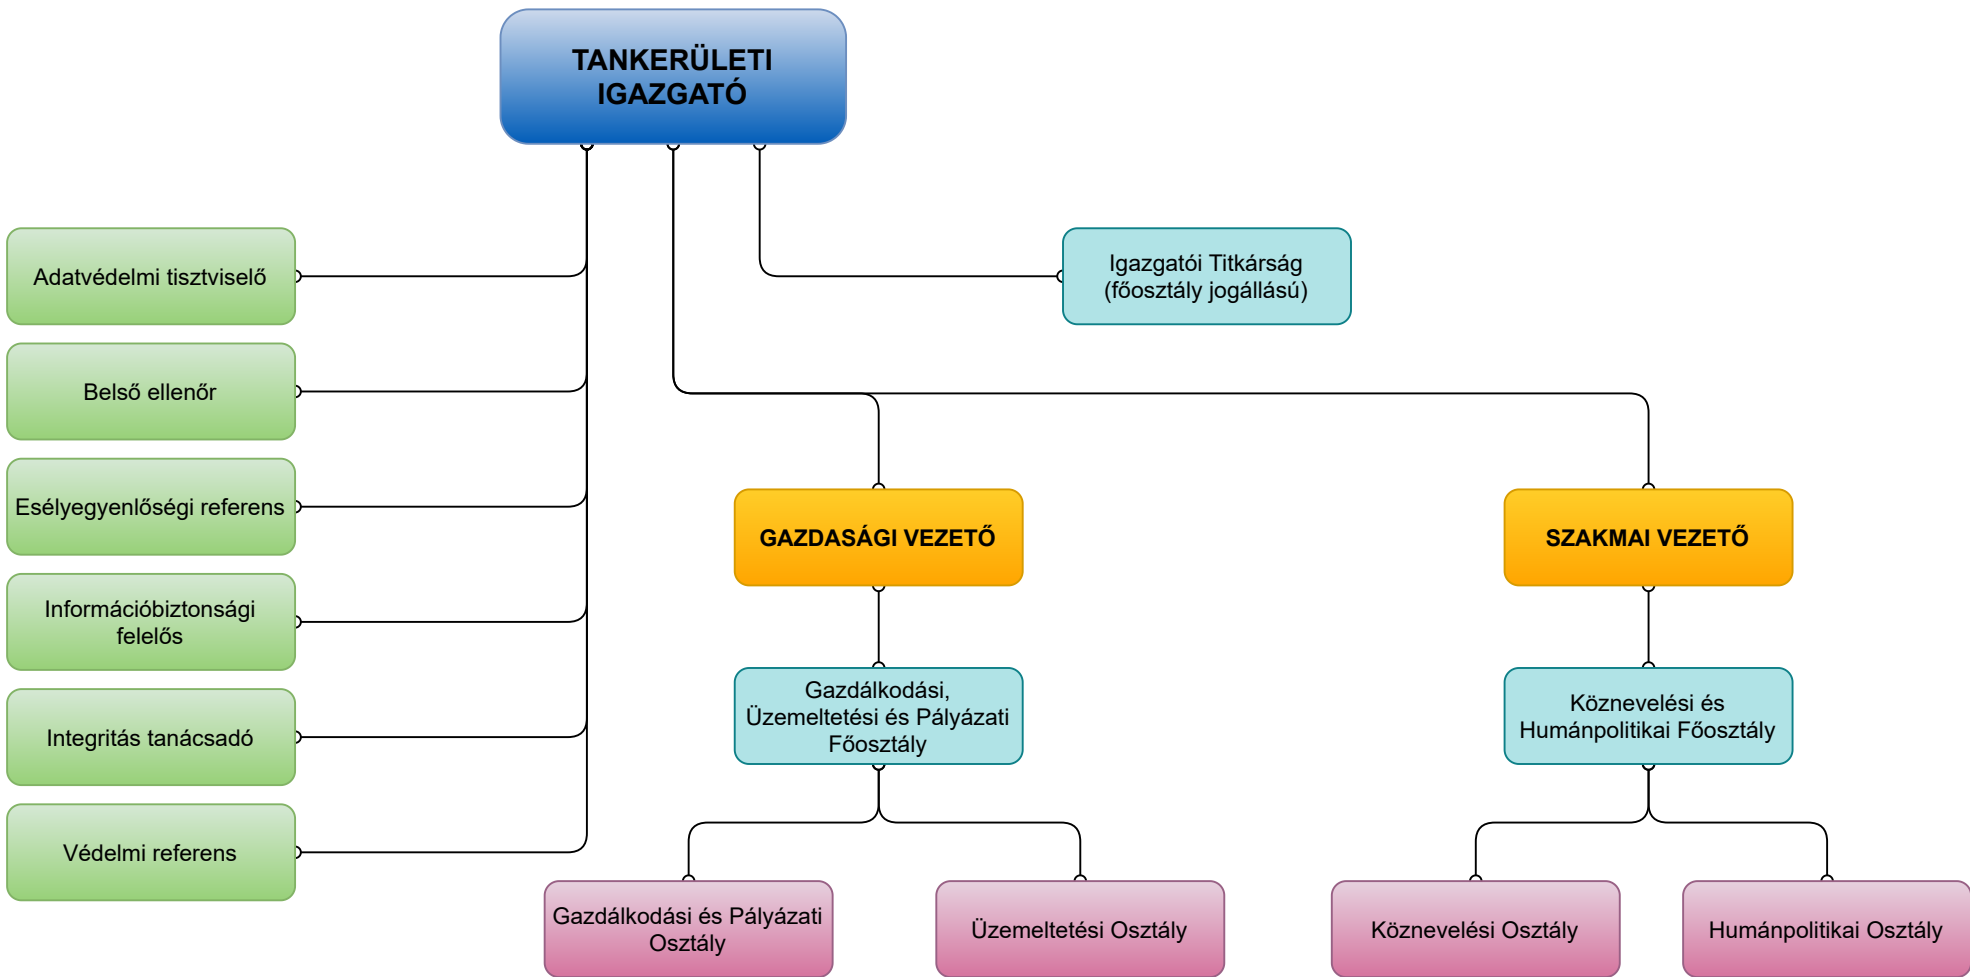 TANKERÜLETI
IGAZGATÓ
Adatvédelmi tisztviselő
Igazgatói Titkárság
(főosztály jogállású)
Belső ellenőr
Esélyegyenlőségi referens
GAZDASÁGI VEZETŐ
SZAKMAI VEZETŐ
Információbiztonsági
felelős
Integritás tanácsadó
Gazdálkodási,
Üzemeltetési és Pályázati
Főosztály
Köznevelési és
Humánpolitikai Főosztály
Védelmi referens
Gazdálkodási és Pályázati
Osztály
Üzemeltetési Osztály
Köznevelési Osztály
Humánpolitikai Osztály